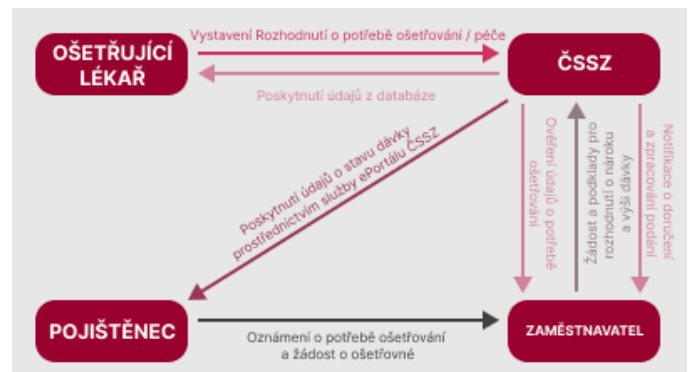 Vystavení Rozhodnutí o potřebě ošetřování / péče
OŠETŘUJÍCÍ
LÉKAŘ
ČSSZ
Poskytnutí údajů z databáze
Poskytnutí údajů o stavu dávky
prostřednictvím služby ePortálu ČSSZ
Ověření údajů o potřebě
ošetřování
Žádost a podklady pro
rozhodnutí o nároku
a výši dávky
Notifikace o doručení
a zpracování podání
POJIŠTĚNEC
Oznámení o potřebě ošetřování
a žádost o ošetřovné
ZAMĚSTNAVATEL